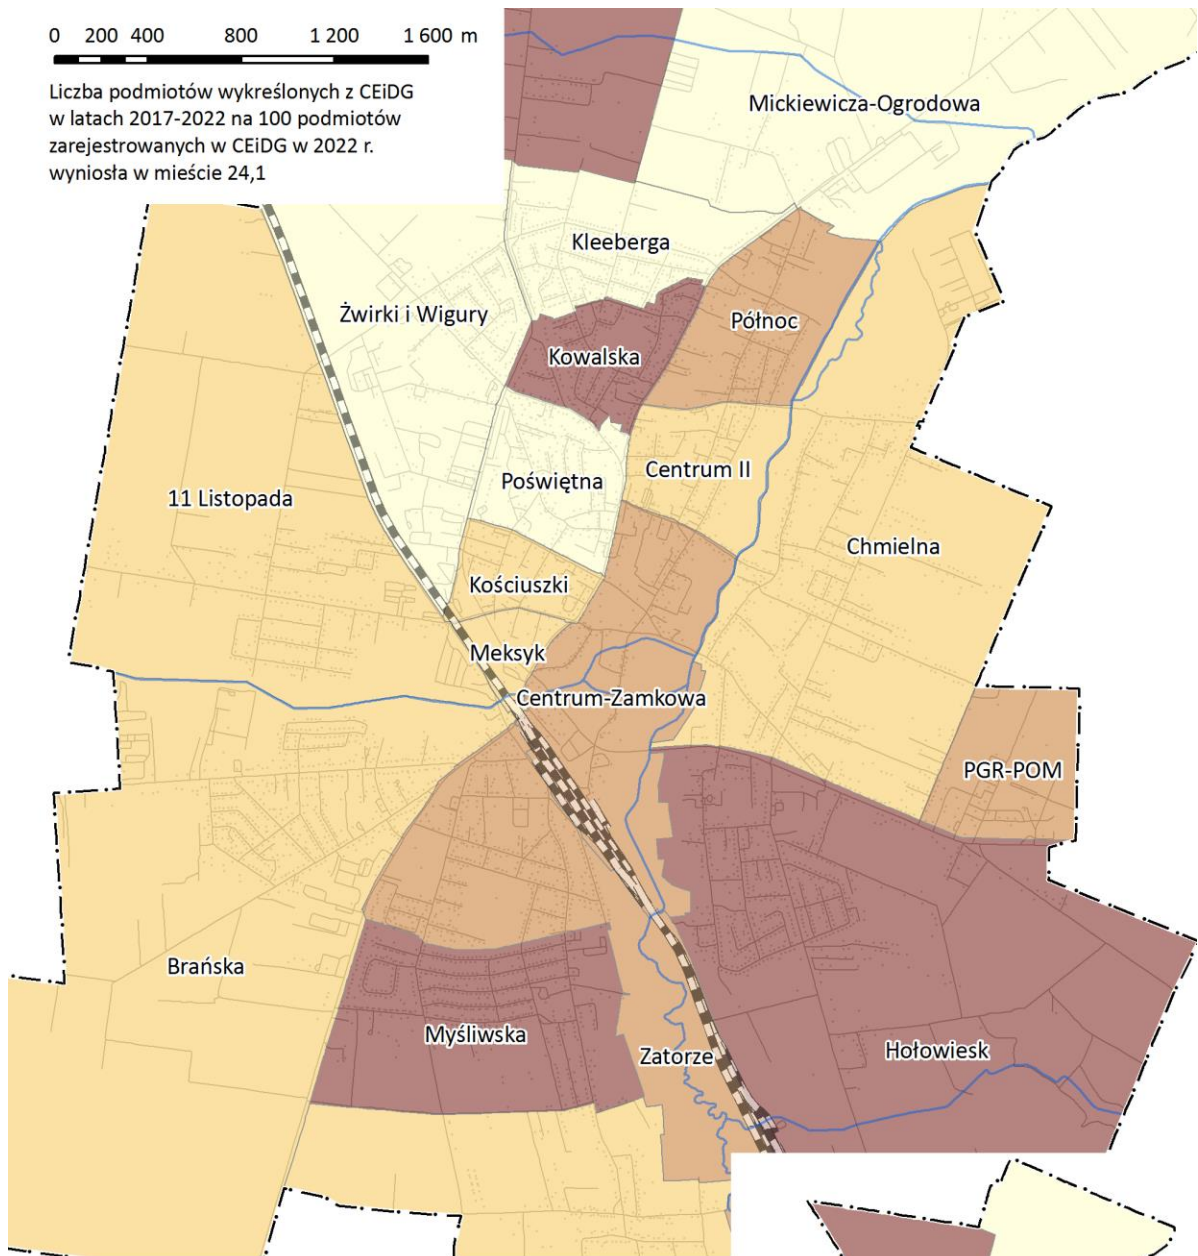 0 200 400 800 1 200 1 600 m
Liczba podmiotów wykreślonych z CEiDG
w latach 2017-2022 na 100 podmiotów
zarejestrowanych w CEiDG w 2022 r.
wyniosła w mieście 24,1
Mickiewicza-Ogrodowa
Kleeberga
Żwirki i Wigury
Północ
Kowalska
Centrum II
Poświętna
11 Listopada
Chmielna
Kościuszki
Meksyk
Centrum-Zamkowa
PGR-POM
Brańska
Myśliwska
Zatorze
Hołowiesk